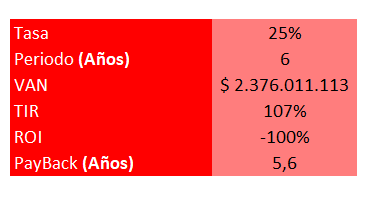 Tasa 25%
Periodo (Años) 6
VAN $ 2.376.011.113
TIR 107%
ROI -100%
PayBack (Años) 5,6